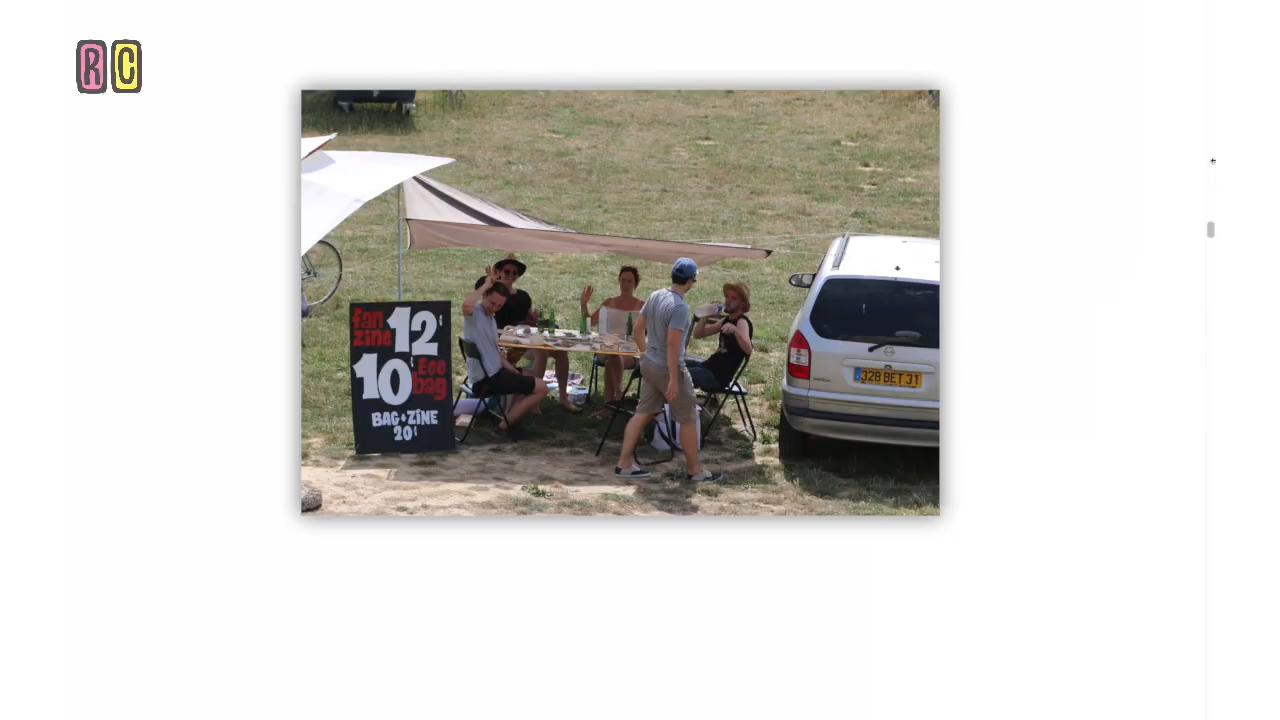 RC
fan 12€
zine
10€ Eco
bag
BAG+ZINE
20€
328 BET 31